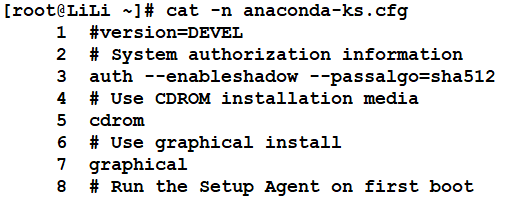 [root@LiLi ~]# cat -n anaconda-ks.cfg
     1  #version=DEVEL
     2  # System authorization information
     3  auth --enableshadow --passalgo=sha512
     4  # Use CDROM installation media
     5  cdrom
     6  # Use graphical install
     7  graphical
     8  # Run the Setup Agent on first boot